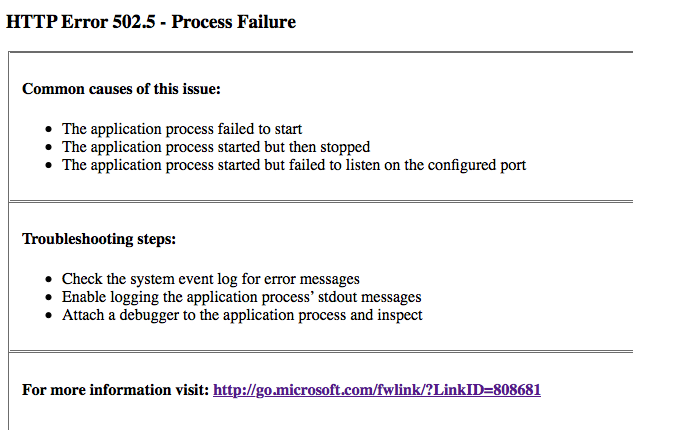 HTTP Error 502.5 - Process Failure
Common causes of this issue:
• The application process failed to start
• The application process started but then stopped
• The application process started but failed to listen on the configured port
Troubleshooting steps:
• Check the system event log for error messages
• Enable logging the application process’ stdout messages
• Attach a debugger to the application process and inspect
For more information visit: http://go.microsoft.com/fwlink/?LinkID=808681